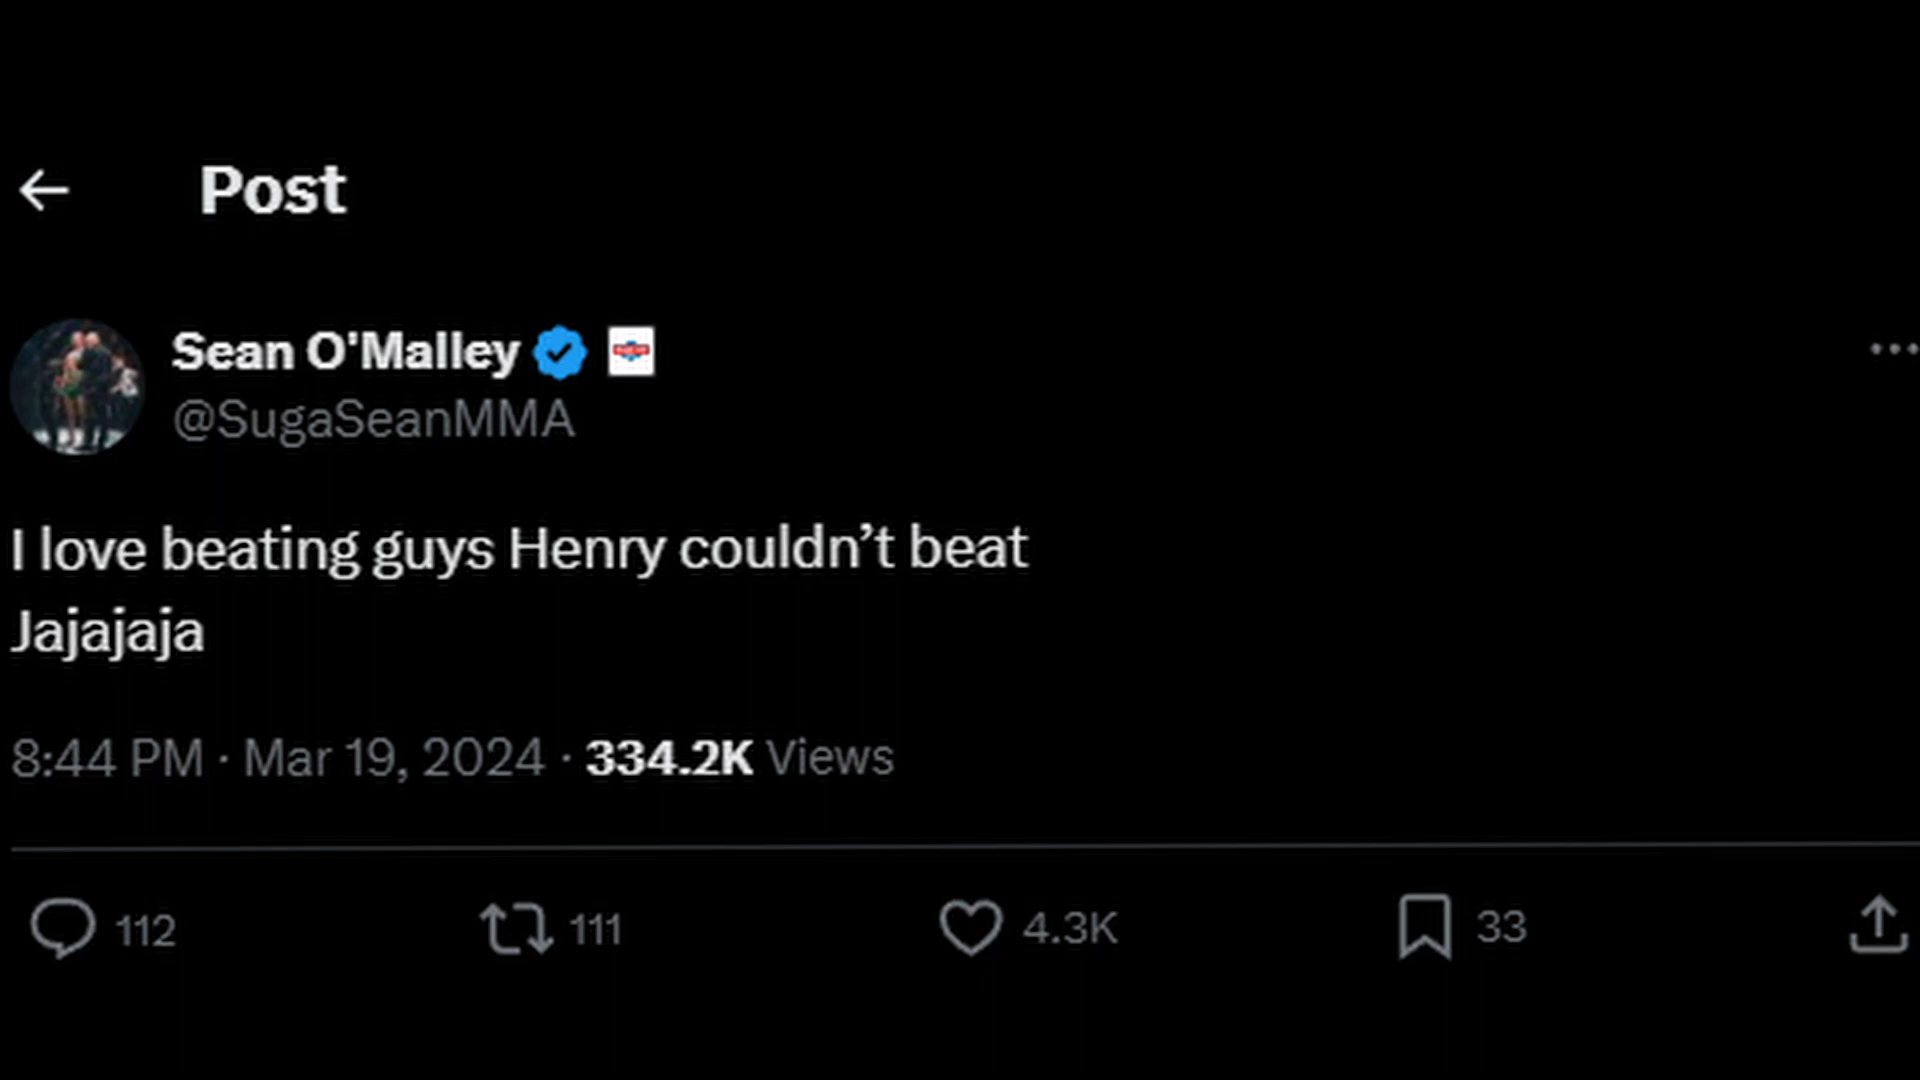 Post
Sean O'Malley
@SugaSeanMMA
I love beating guys Henry couldn’t beat
Jajajaja
8:44 PM · Mar 19, 2024 · 334.2K Views
112 111 4.3K 33